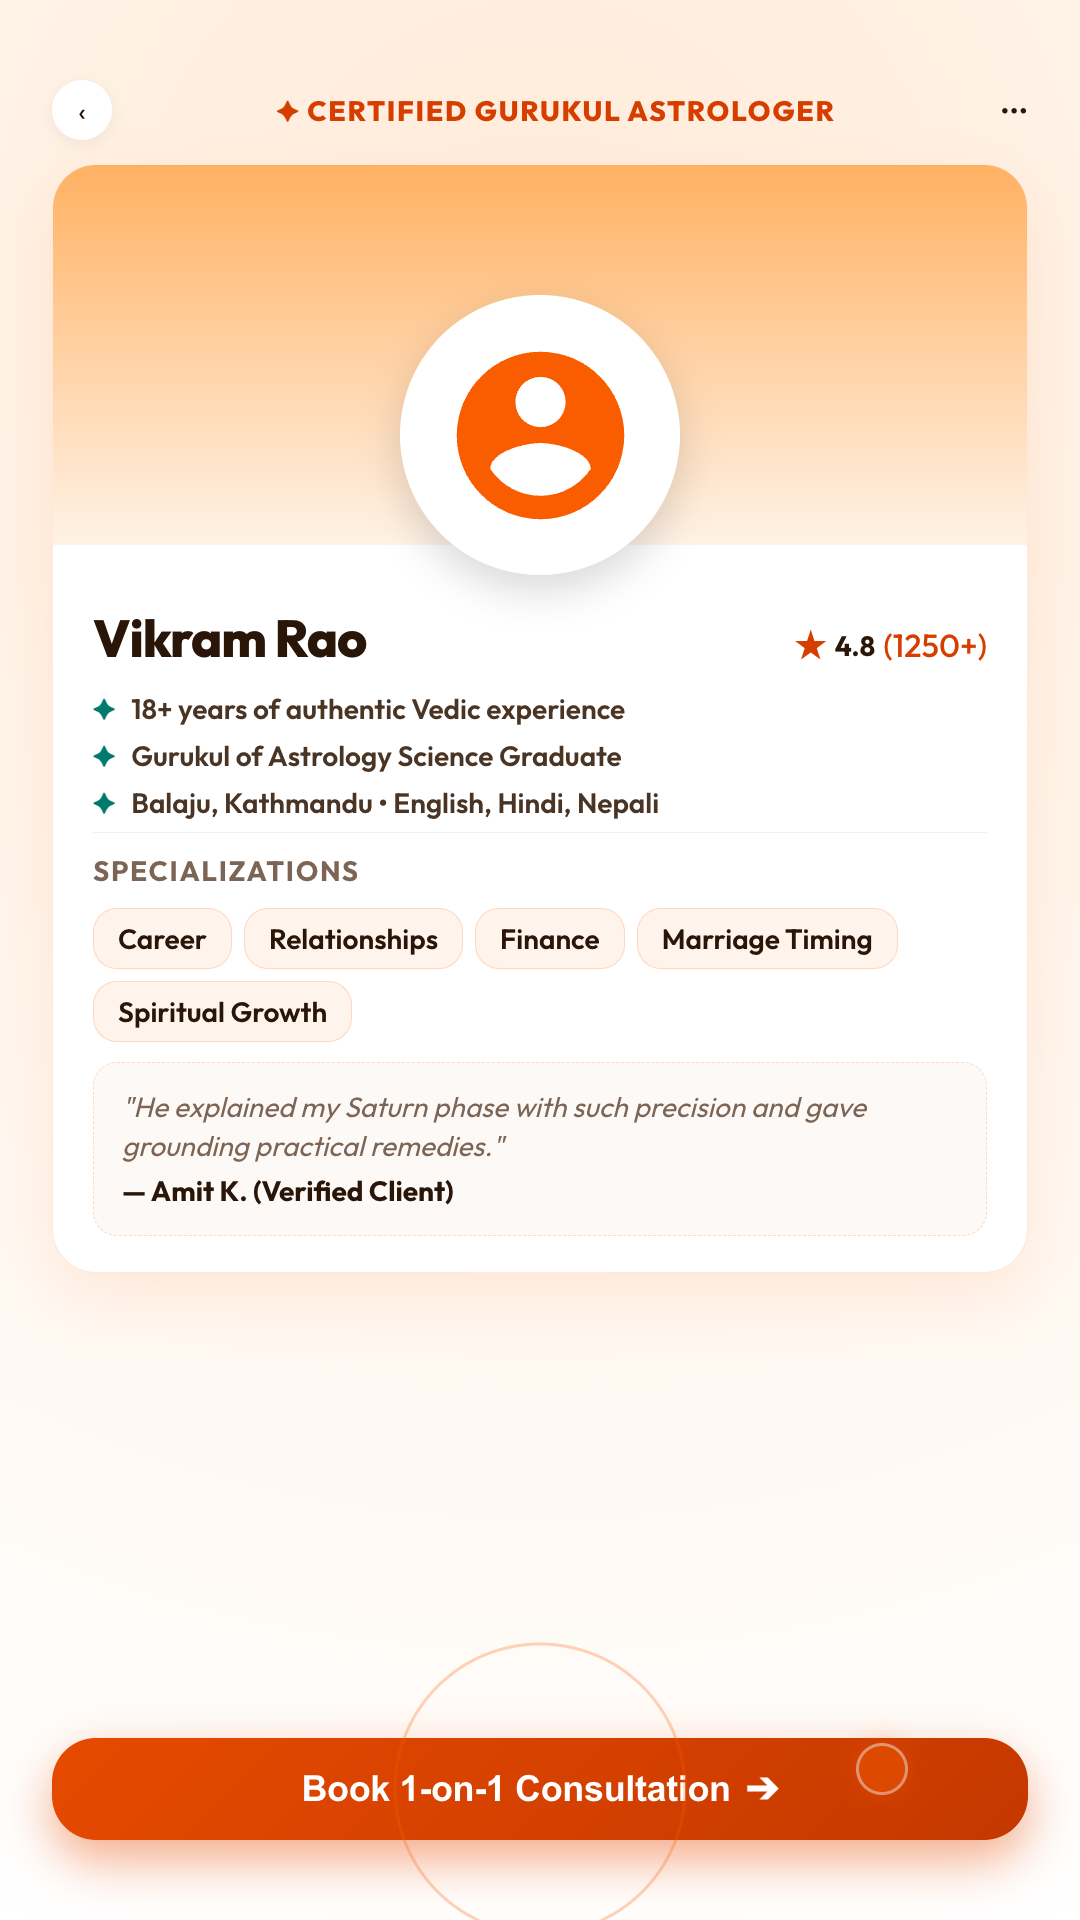 ‹ ✦ CERTIFIED GURUKUL ASTROLOGER •••
Vikram Rao ★ 4.8 (1250+)
✦ 18+ years of authentic Vedic experience
✦ Gurukul of Astrology Science Graduate
✦ Balaju, Kathmandu • English, Hindi, Nepali
SPECIALIZATIONS
Career Relationships Finance Marriage Timing
Spiritual Growth
"He explained my Saturn phase with such precision and gave
grounding practical remedies."
— Amit K. (Verified Client)
Book 1-on-1 Consultation ➔